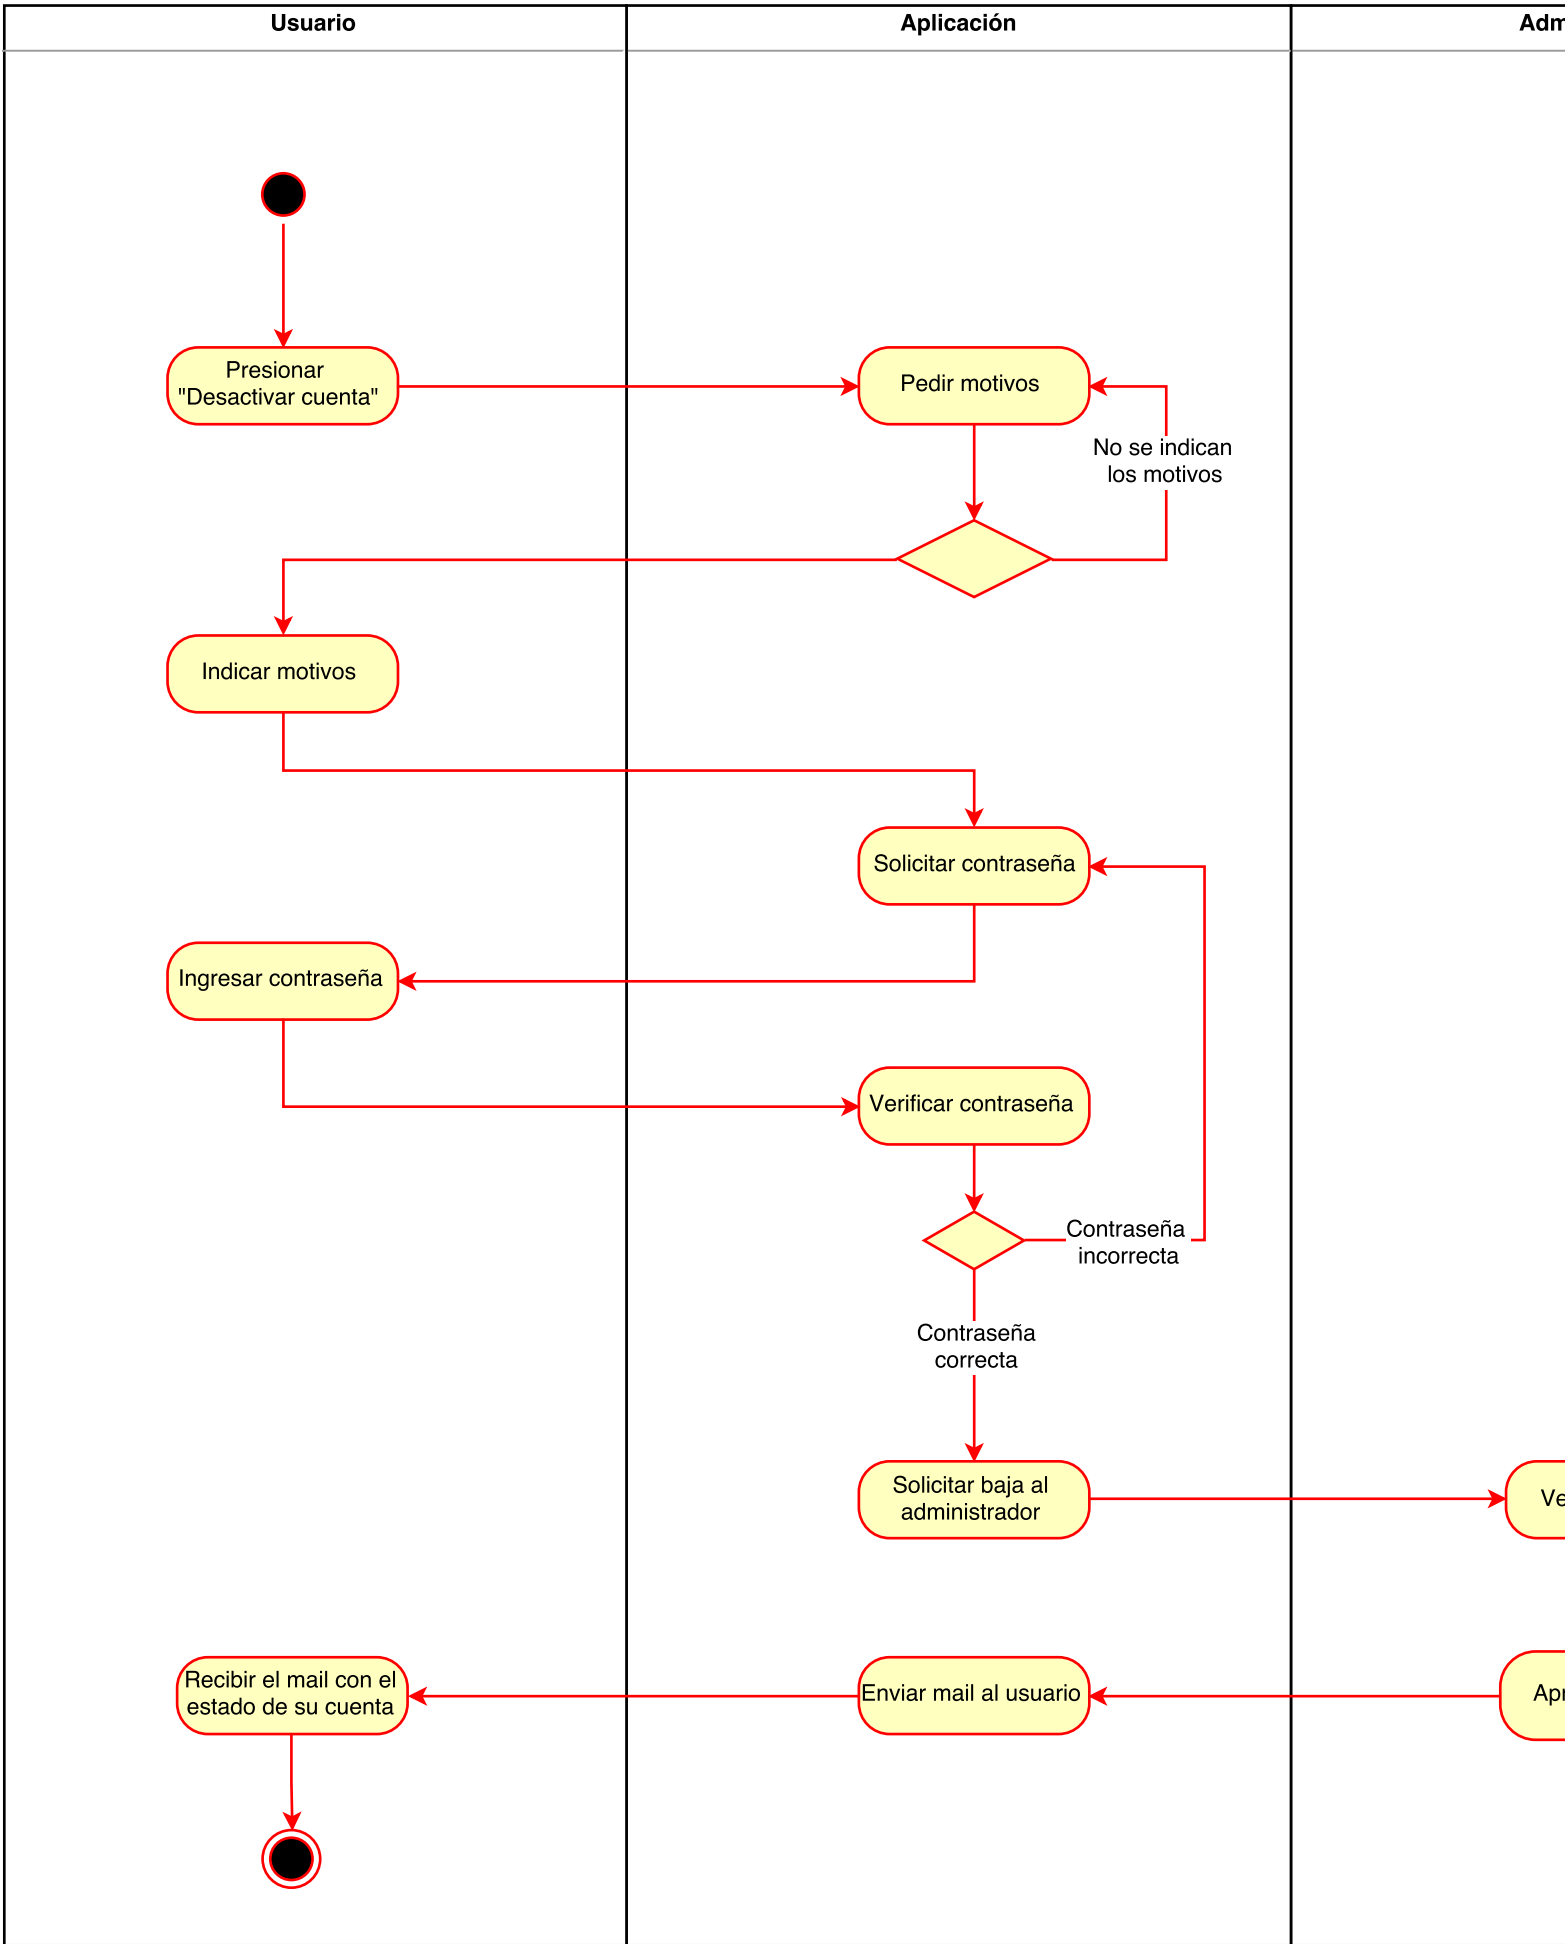 Usuario
Aplicación
Presionar
"Desactivar cuenta"
Pedir motivos
No se indican
los motivos
Indicar motivos
Solicitar contraseña
Ingresar contraseña
Verificar contraseña
Contraseña
incorrecta
Contraseña
correcta
Solicitar baja al
administrador
Recibir el mail con el
estado de su cuenta
Enviar mail al usuario